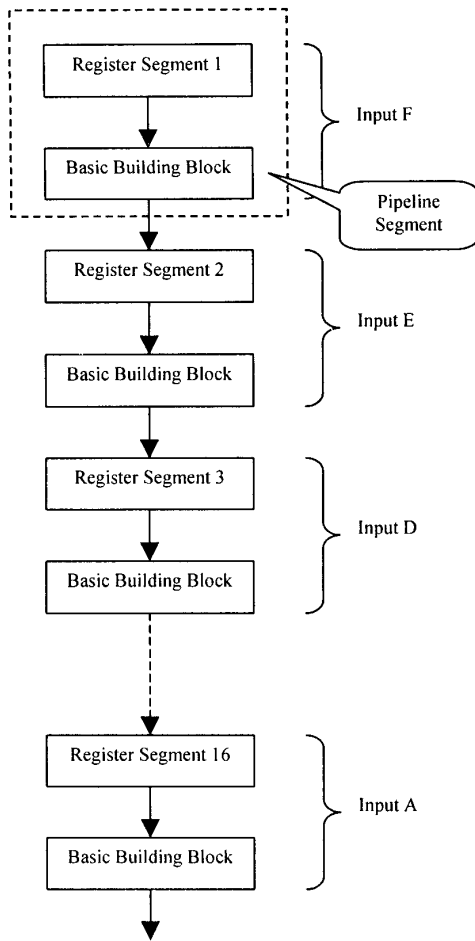 Register Segment 1
Input F
Basic Building Block
Pipeline
Segment
Register Segment 2
Input E
Basic Building Block
Register Segment 3
Input D
Basic Building Block
Register Segment 16
Input A
Basic Building Block